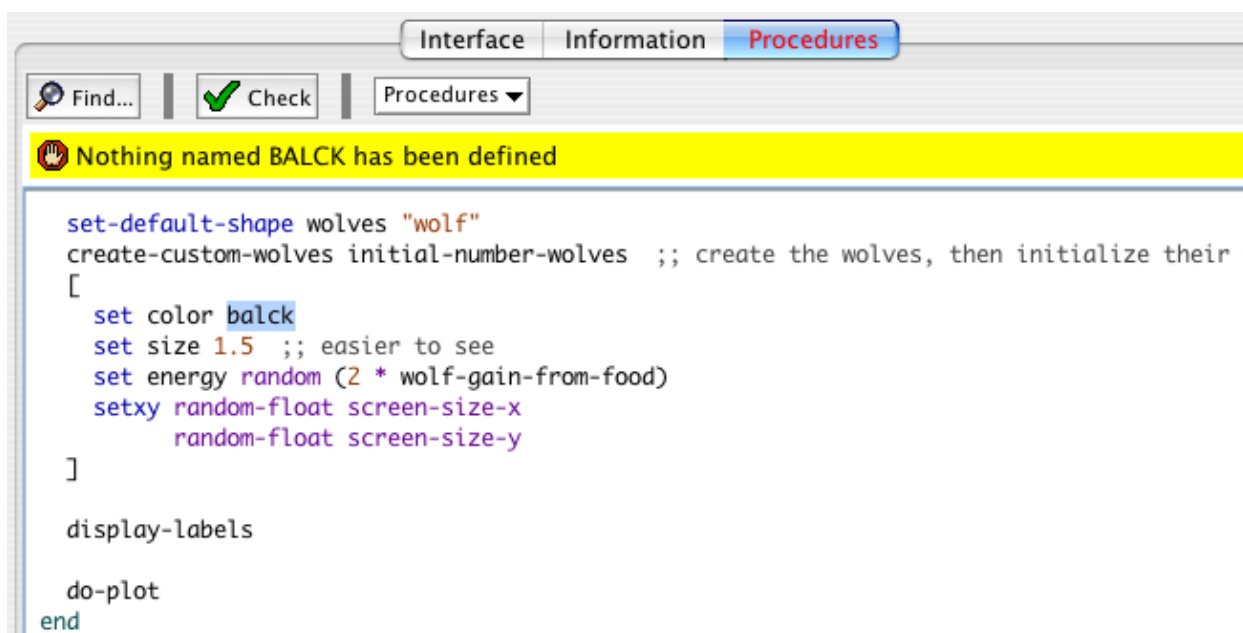 Interface Information Procedures
Find... Check Procedures
Nothing named BALCK has been defined
set-default-shape wolves "wolf"
create-custom-wolves initial-number-wolves ;; create the wolves, then initialize their
[
set color balck
set size 1.5 ;; easier to see
set energy random (2 * wolf-gain-from-food)
setxy random-float screen-size-x
random-float screen-size-y
]
display-labels
do-plot
end